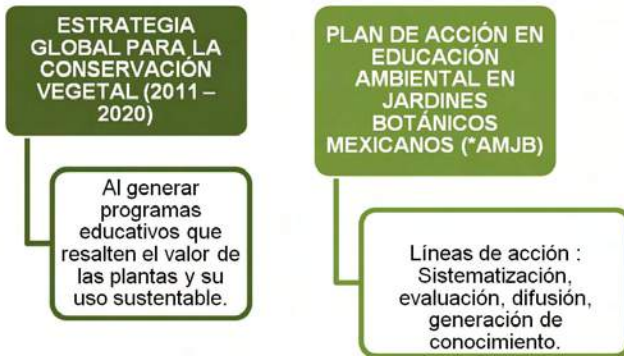 ESTRATEGIA
GLOBAL PARA LA
CONSERVACIÓN
VEGETAL (2011 –
2020)
Al generar
programas
educativos que
resalten el valor de
las plantas y su
uso sustentable.
PLAN DE ACCIÓN EN
EDUCACIÓN
AMBIENTAL EN
JARDINES
BOTÁNICOS
MEXICANOS (*AMJB)
Líneas de acción :
Sistematización,
evaluación, difusión,
generación de
conocimiento.